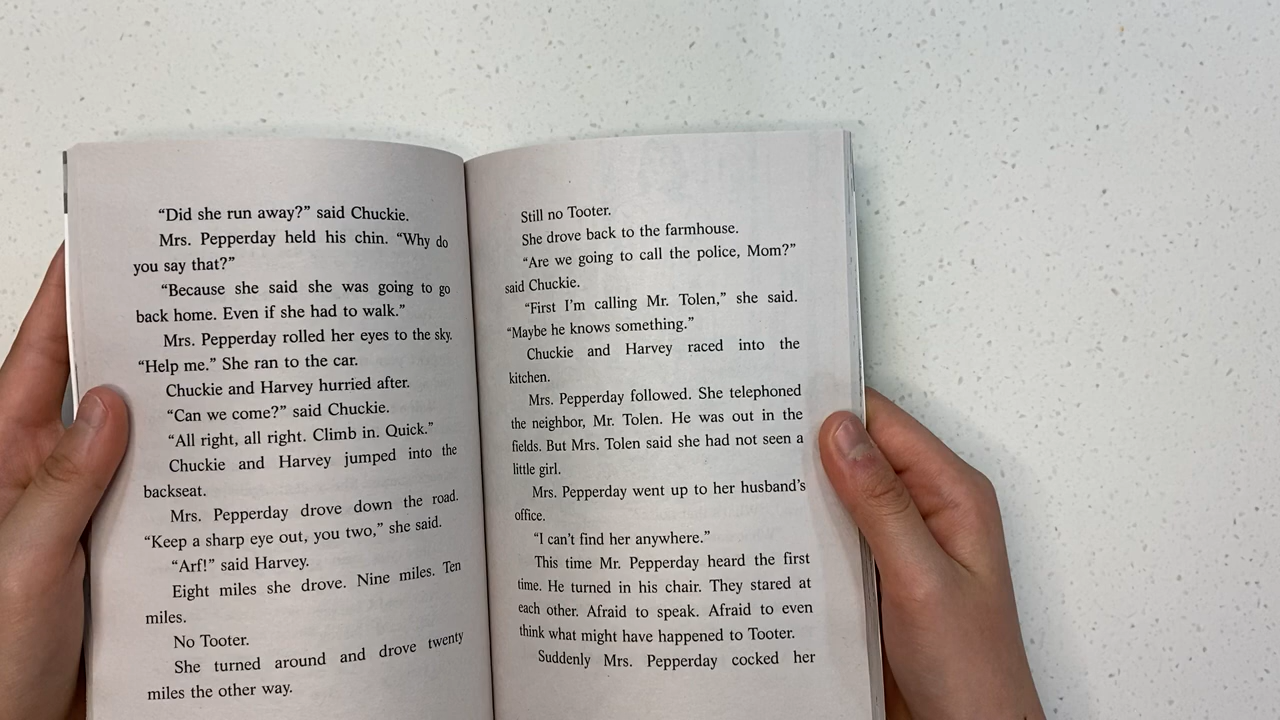 “Did she run away?” said Chuckie.
Mrs. Pepperday held his chin. “Why do
you say that?”
“Because she said she was going to go
back home. Even if she had to walk.”
Mrs. Pepperday rolled her eyes to the sky.
“Help me.” She ran to the car.
Chuckie and Harvey hurried after.
“Can we come?” said Chuckie.
“All right, all right. Climb in. Quick.”
Chuckie and Harvey jumped into the
backseat.
Mrs. Pepperday drove down the road.
“Keep a sharp eye out, you two,” she said.
“Arf!” said Harvey.
Eight miles she drove. Nine miles. Ten
miles.
No Tooter.
She turned around and drove twenty
miles the other way.
Still no Tooter.
She drove back to the farmhouse.
“Are we going to call the police, Mom?”
said Chuckie.
“First I’m calling Mr. Tolen,” she said.
“Maybe he knows something.”
Chuckie and Harvey raced into the
kitchen.
Mrs. Pepperday followed. She telephoned
the neighbor, Mr. Tolen. He was out in the
fields. But Mrs. Tolen said she had not seen a
little girl.
Mrs. Pepperday went up to her husband’s
office.
“I can’t find her anywhere.”
This time Mr. Pepperday heard the first
time. He turned in his chair. They stared at
each other. Afraid to speak. Afraid to even
think what might have happened to Tooter.
Suddenly Mrs. Pepperday cocked her